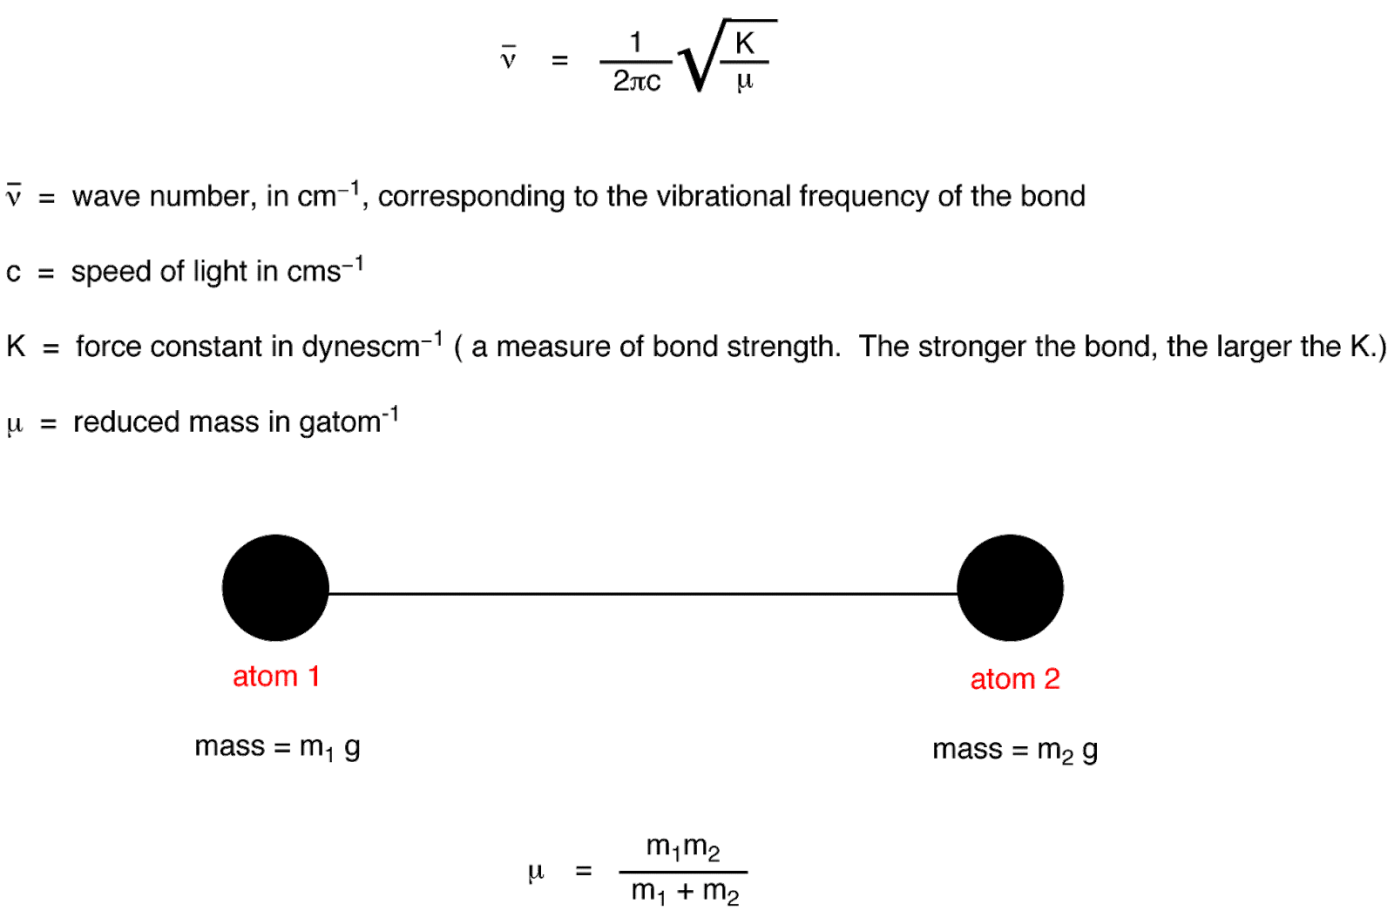 ν̄ = 1/2πc √K/μ
ν̄ = wave number, in cm⁻¹, corresponding to the vibrational frequency of the bond
c = speed of light in cms⁻¹
K = force constant in dynescm⁻¹ ( a measure of bond strength. The stronger the bond, the larger the K.)
μ = reduced mass in gatom⁻¹
atom 1 atom 2
mass = m₁ g mass = m₂ g
μ = m₁m₂/m₁ + m₂